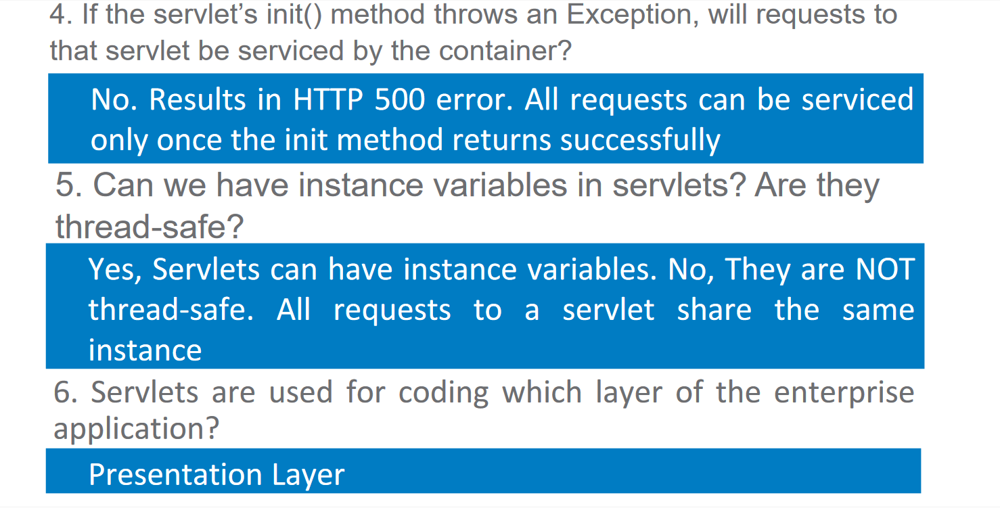 4. If the servlet’s init() method throws an Exception, will requests to
that servlet be serviced by the container?
No. Results in HTTP 500 error. All requests can be serviced
only once the init method returns successfully
5. Can we have instance variables in servlets? Are they
thread-safe?
Yes, Servlets can have instance variables. No, They are NOT
thread-safe. All requests to a servlet share the same
instance
6. Servlets are used for coding which layer of the enterprise
application?
Presentation Layer